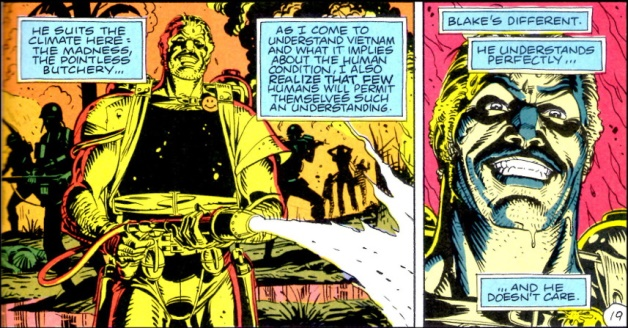 HE SUITS THE
CLIMATE HERE:
THE MADNESS,
THE POINTLESS
BUTCHERY...
AS I COME TO
UNDERSTAND VIETNAM
AND WHAT IT IMPLIES
ABOUT THE HUMAN
CONDITION, I ALSO
REALIZE THAT FEW
HUMANS WILL PERMIT
THEMSELVES SUCH
AN UNDERSTANDING.
BLAKE'S DIFFERENT.
HE UNDERSTANDS
PERFECTLY...
...AND HE
DOESN'T CARE.
19